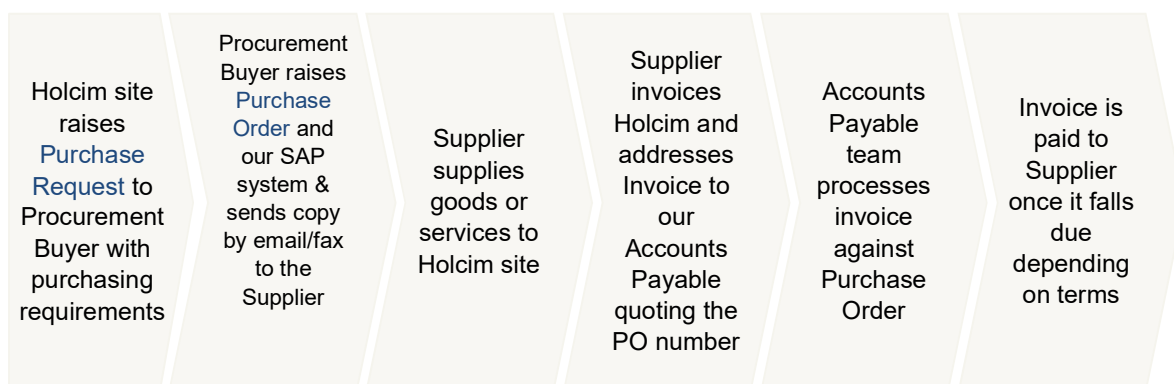 Holcim site
raises
Purchase
Request to
Procurement
Buyer with
purchasing
requirements
Procurement
Buyer raises
Purchase
Order and
our SAP
system &
sends copy
by email/fax
to the
Supplier
Supplier
supplies
goods or
services to
Holcim site
Supplier
invoices
Holcim and
addresses
Invoice to
our
Accounts
Payable
quoting the
PO number
Accounts
Payable
team
processes
invoice
against
Purchase
Order
Invoice is
paid to
Supplier
once it falls
due
depending
on terms